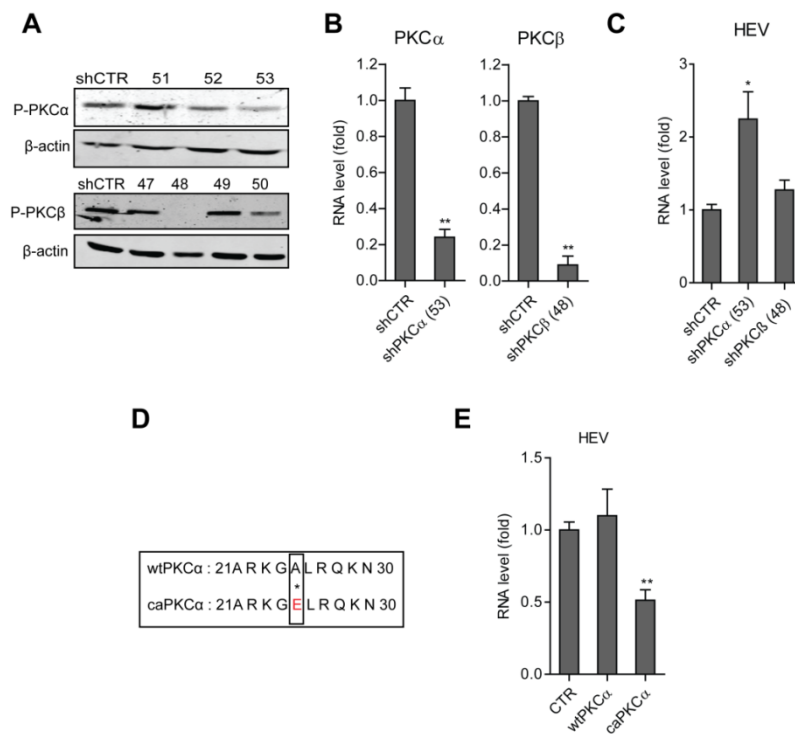 A
shCTR 51 52 53
P-PKCα
β-actin
shCTR 47 48 49 50
P-PKCβ
β-actin
B
PKCα
RNA level (fold)
1.2
1.0
0.8
0.6
0.4
0.2
0.0
**
shCTR
shPKCα (53)
PKCβ
1.2
1.0
0.8
0.6
0.4
0.2
0.0
**
shCTR
shPKCβ (48)
C
HEV
RNA level (fold)
3
2
1
0
*
shCTR
shPKCα (53)
shPKCß (48)
D
wtPKCα : 21A R K G A L R Q K N 30
*
caPKCα : 21A R K G E L R Q K N 30
E
HEV
RNA level (fold)
1.5
1.0
0.5
0.0
**
CTR
wtPKCα
caPKCα